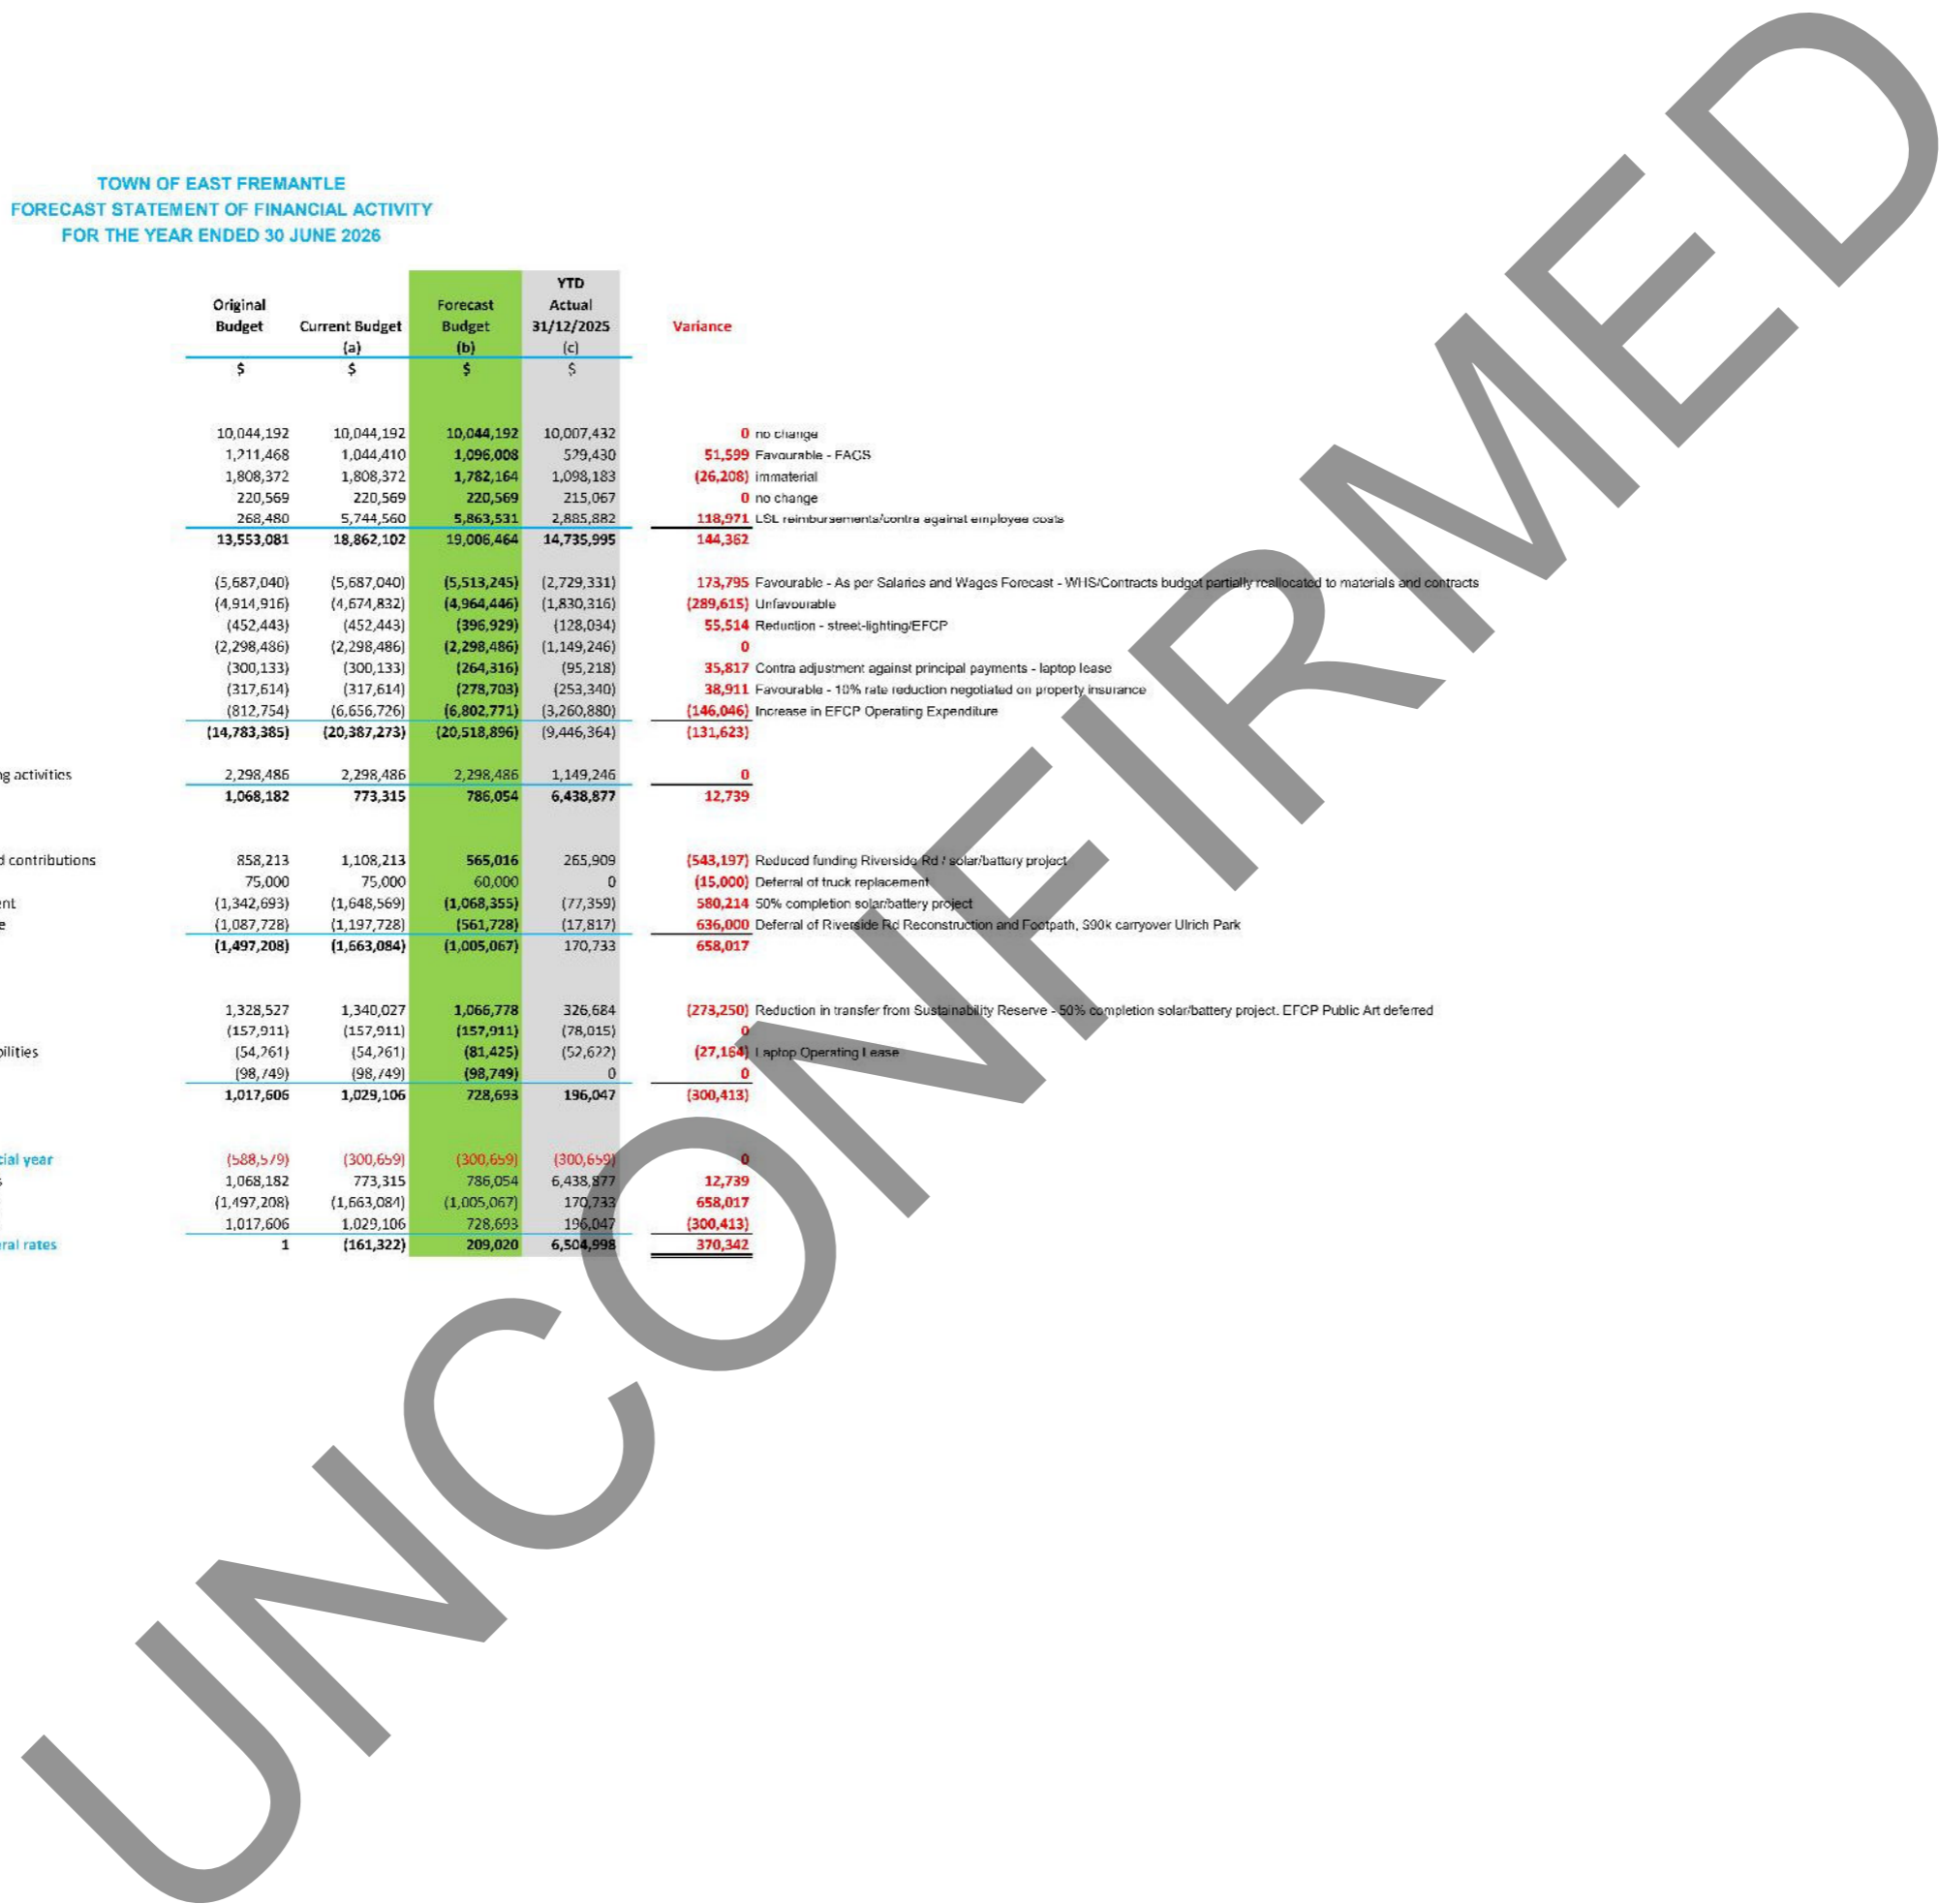 TOWN OF EAST FREMANTLE
FORECAST STATEMENT OF FINANCIAL ACTIVITY
FOR THE YEAR ENDED 30 JUNE 2026
YTD
Original Forecast Actual
Budget Current Budget Budget 31/12/2025 Variance
(a) (b) (c)
$ $ $ $
10,044,192 10,044,192 10,044,192 10,007,432 0 no change
1,211,468 1,044,410 1,096,008 529,430 51,599 Favourable - FAGS
1,808,372 1,808,372 1,782,164 1,098,183 (26,208) immaterial
220,569 220,569 220,569 215,067 0 no change
268,480 5,744,560 5,863,531 2,885,882 118,971 LSL reimbursements/contra against employee costs
13,553,081 18,862,102 19,006,464 14,735,995 144,362
(5,687,040) (5,687,040) (5,513,245) (2,729,331) 173,795 Favourable - As per Salaries and Wages Forecast - WHS/Contracts budget partially reallocated to materials and contracts
(4,914,916) (4,674,832) (4,964,446) (1,830,316) (289,615) Unfavourable
(452,443) (452,443) (396,929) (128,034) 55,514 Reduction - street-lighting/EFCP
(2,298,486) (2,298,486) (2,298,486) (1,149,246) 0
(300,133) (300,133) (264,316) (95,218) 35,817 Contra adjustment against principal payments - laptop lease
(317,614) (317,614) (278,703) (253,340) 38,911 Favourable - 10% rate reduction negotiated on property insurance
(812,754) (6,656,726) (6,802,771) (3,260,880) (146,046) Increase in EFCP Operating Expenditure
(14,783,385) (20,387,273) (20,518,896) (9,446,364) (131,623)
ng activities 2,298,486 2,298,486 2,298,486 1,149,246 0
1,068,182 773,315 786,054 6,438,877 12,739
d contributions 858,213 1,108,213 565,016 265,909 (543,197) Reduced funding Riverside Rd / solar/battery project
75,000 75,000 60,000 0 (15,000) Deferral of truck replacement
ent (1,342,693) (1,648,569) (1,068,355) (77,359) 580,214 50% completion solar/battery project
e (1,087,728) (1,197,728) (561,728) (17,817) 636,000 Deferral of Riverside Rd Reconstruction and Footpath, $90k carryover Ulrich Park
(1,497,208) (1,663,084) (1,005,067) 170,733 658,017
1,328,527 1,340,027 1,066,778 326,684 (273,250) Reduction in transfer from Sustainability Reserve - 50% completion solar/battery project. EFCP Public Art deferred
(157,911) (157,911) (157,911) (78,015) 0
bilities (54,261) (54,261) (81,425) (52,622) (27,164) Laptop Operating Lease
(98,749) (98,749) (98,749) 0 0
1,017,606 1,029,106 728,693 196,047 (300,413)
cial year (588,579) (300,659) (300,659) (300,659) 0
s 1,068,182 773,315 786,054 6,438,877 12,739
(1,497,208) (1,663,084) (1,005,067) 170,733 658,017
1,017,606 1,029,106 728,693 196,047 (300,413)
eral rates 1 (161,322) 209,020 6,504,998 370,342
UNCONFIRMED